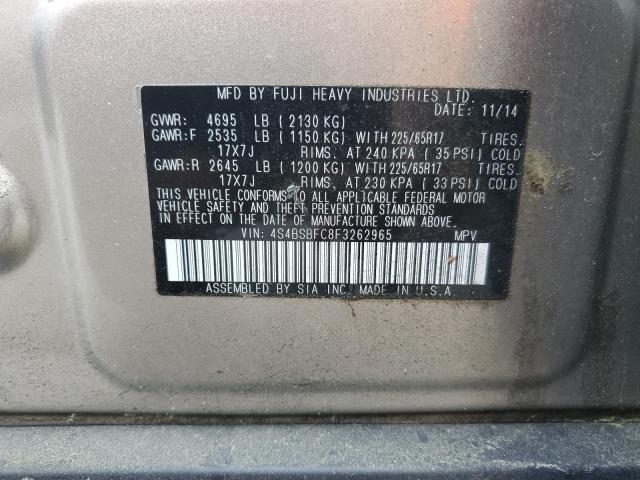 MFD BY FUJI HEAVY INDUSTRIES LTD.
DATE: 11/14
GVWR: 4695 LB ( 2130 KG)
GAWR:F 2535 LB ( 1150 KG) WITH 225/65R17 TIRES.
17X7J RIMS. AT 240 KPA ( 35 PSI) COLD
GAWR:R 2645 LB ( 1200 KG) WITH 225/65R17 TIRES.
17X7J RIMS. AT 230 KPA ( 33 PSI) COLD
THIS VEHICLE CONFORMS TO ALL APPLICABLE FEDERAL MOTOR
VEHICLE SAFETY AND THEFT PREVENTION STANDARDS
IN EFFECT ON THE DATE OF MANUFACTURE SHOWN ABOVE.
VIN: 4S4BSBFC8F3262965 MPV
ASSEMBLED BY SIA INC. MADE IN U.S.A